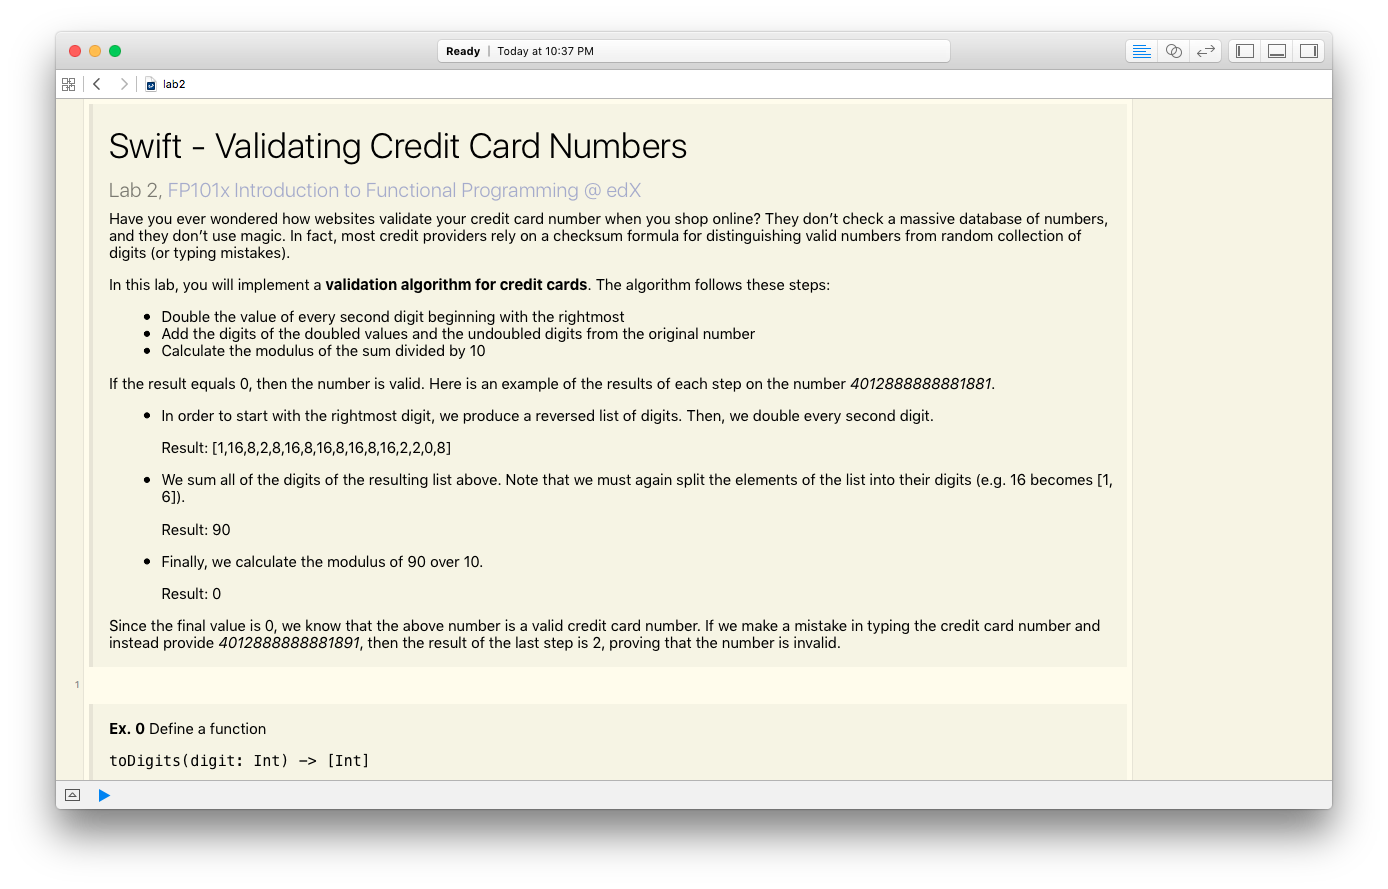 Ready | Today at 10:37 PM
lab2
Swift - Validating Credit Card Numbers
Lab 2, FP101x Introduction to Functional Programming @ edX
Have you ever wondered how websites validate your credit card number when you shop online? They don’t check a massive database of numbers,
and they don’t use magic. In fact, most credit providers rely on a checksum formula for distinguishing valid numbers from random collection of
digits (or typing mistakes).
In this lab, you will implement a validation algorithm for credit cards. The algorithm follows these steps:
• Double the value of every second digit beginning with the rightmost
• Add the digits of the doubled values and the undoubled digits from the original number
• Calculate the modulus of the sum divided by 10
If the result equals 0, then the number is valid. Here is an example of the results of each step on the number 4012888888881881.
• In order to start with the rightmost digit, we produce a reversed list of digits. Then, we double every second digit.
Result: [1,16,8,2,8,16,8,16,8,16,8,16,2,2,0,8]
• We sum all of the digits of the resulting list above. Note that we must again split the elements of the list into their digits (e.g. 16 becomes [1,
6]).
Result: 90
• Finally, we calculate the modulus of 90 over 10.
Result: 0
Since the final value is 0, we know that the above number is a valid credit card number. If we make a mistake in typing the credit card number and
instead provide 4012888888881891, then the result of the last step is 2, proving that the number is invalid.
1
Ex. 0 Define a function
toDigits(digit: Int) -> [Int]